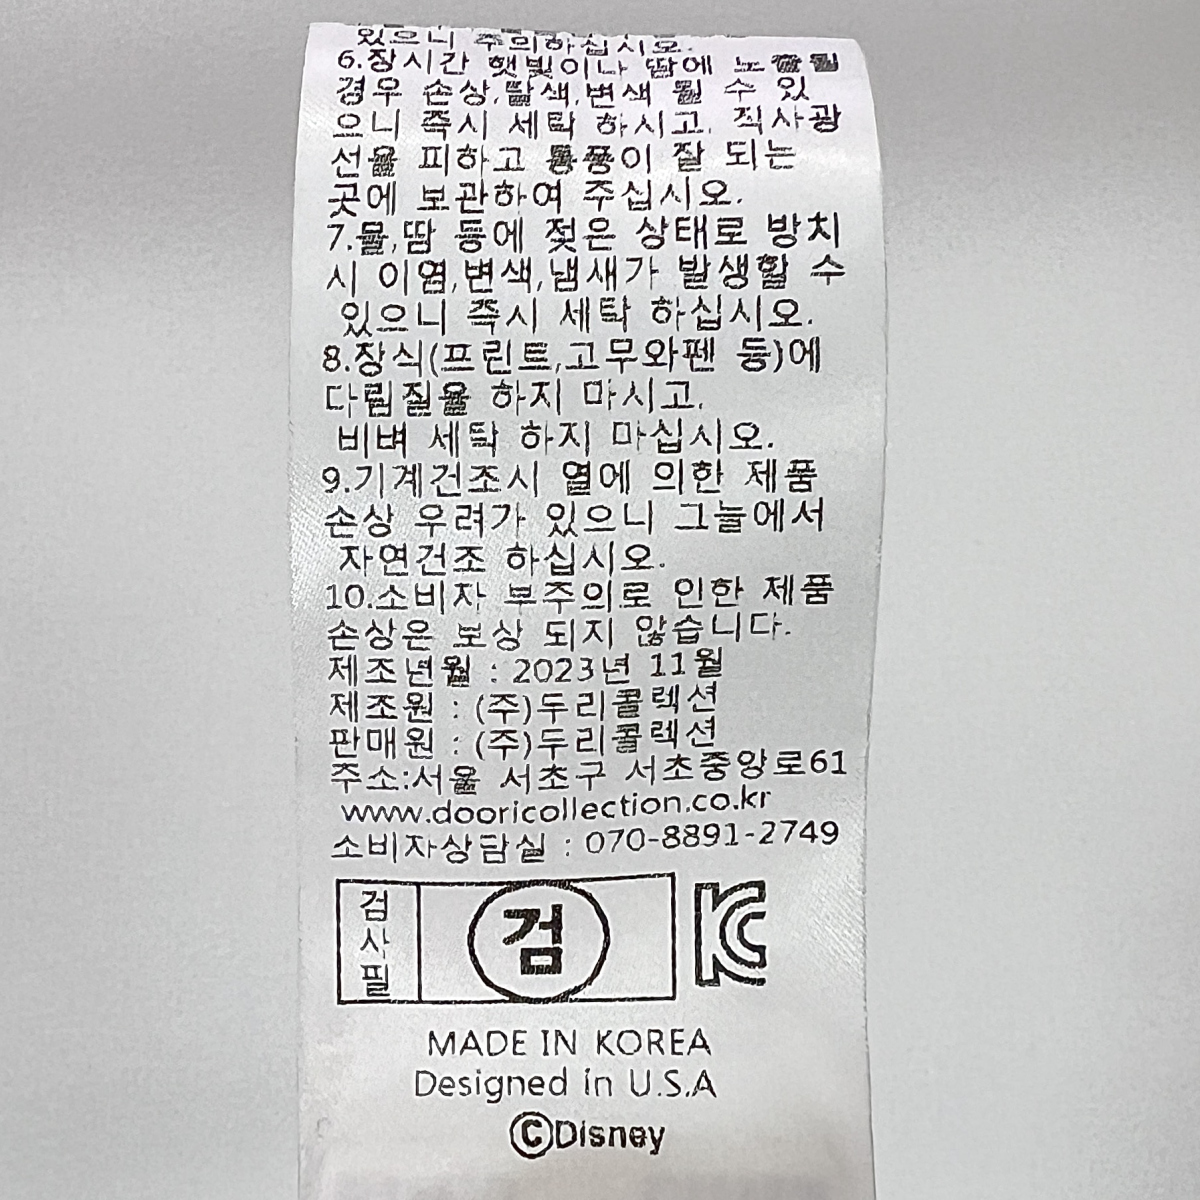 있으니 주의하십시오.
6.장시간 햇빛이나 땀에 노출될
경우 손상,탈색,변색 될 수 있
으니 즉시 세탁 하시고, 직사광
선을 피하고 통풍이 잘 되는
곳에 보관하여 주십시오.
7.물,땀 등에 젖은 상태로 방치
시 이염,변색,냄새가 발생할 수
있으니 즉시 세탁 하십시오.
8.장식(프린트,고무와펜 등)에
다림질을 하지 마시고,
비벼 세탁 하지 마십시오.
9.기계건조시 열에 의한 제품
손상 우려가 있으니 그늘에서
자연건조 하십시오.
10.소비자 부주의로 인한 제품
손상은 보상 되지 않습니다.
제조년월 : 2023년 11월
제조원 : (주)두리콜렉션
판매원 : (주)두리콜렉션
주소:서울 서초구 서초중앙로61
www.dooricollection.co.kr
소비자상담실 : 070-8891-2749
검사필 검 KC
MADE IN KOREA
Designed in U.S.A
©Disney